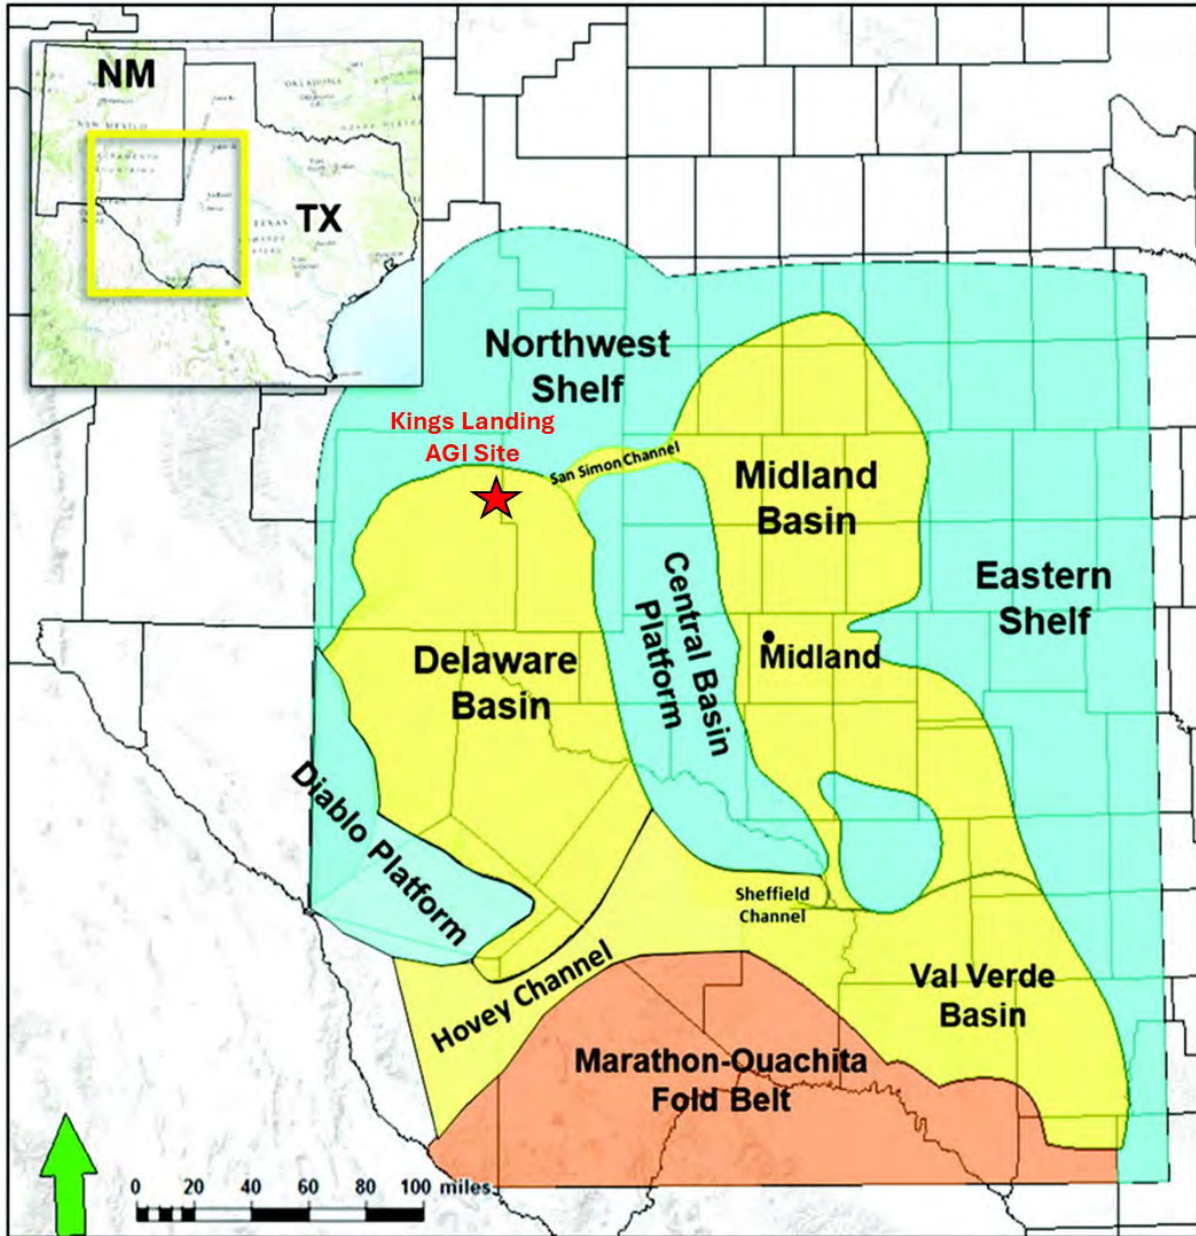 NM
TX
TEXAS
Northwest
Shelf
Kings Landing
AGI Site
San Simon Channel
Midland
Basin
Eastern
Shelf
Central Basin
Platform
Midland
Delaware
Basin
Diablo Platform
Sheffield
Channel
Hovey Channel
Val Verde
Basin
Marathon-Ouachita
Fold Belt
0 20 40 60 80 100 miles